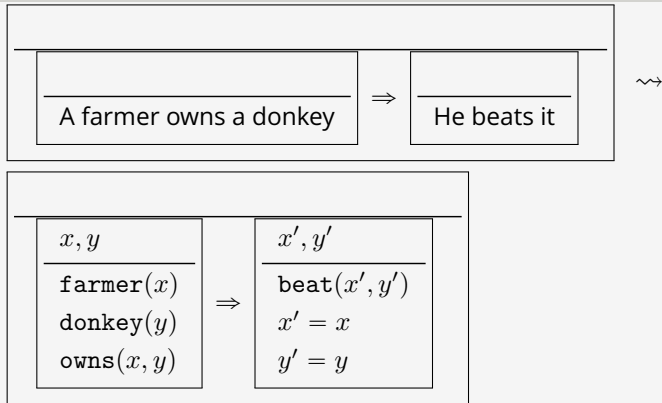 A farmer owns a donkey ⇒ He beats it ⇝
x, y x′, y′
farmer(x) beat(x′, y′)
donkey(y) ⇒ x′ = x
owns(x, y) y′ = y